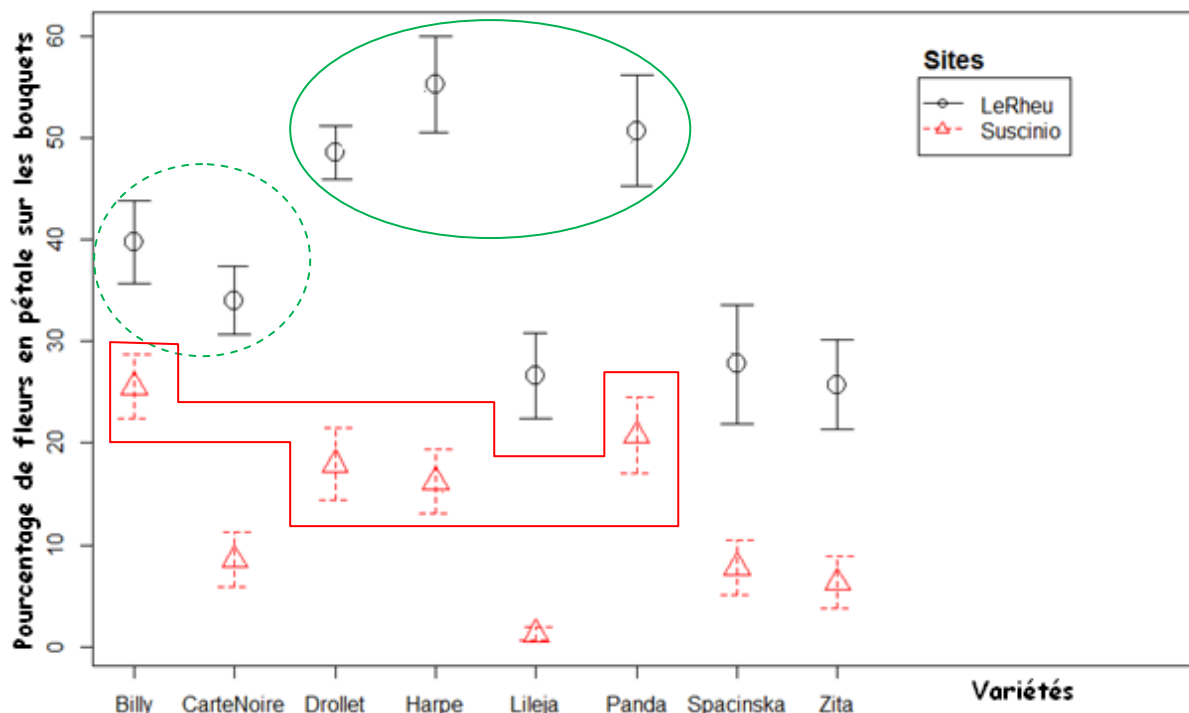 Pourcentage de fleurs en pétale sur les bouquets
60
50
40
30
20
10
0
Sites
LeRheu
Suscinio
Billy CarteNoire Drollet Harpe Lileja Panda Spacinska Zita
Variétés